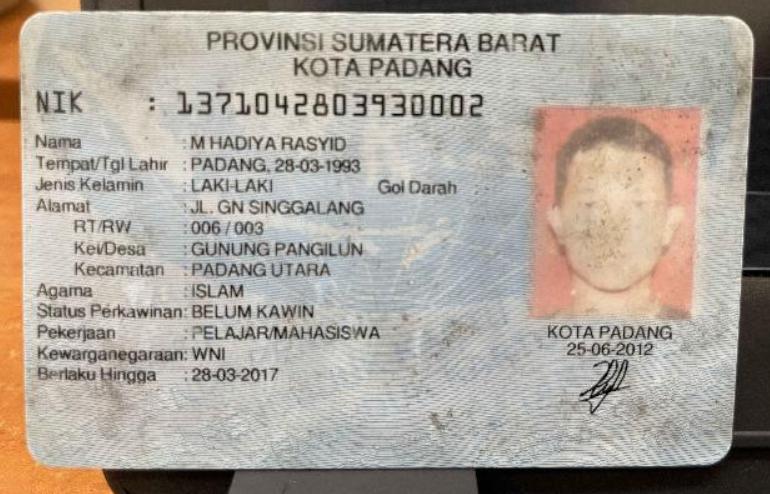 PROVINSI SUMATERA BARAT
KOTA PADANG
NIK : 1371042803930002
Nama : M HADIYA RASYID
Tempat/Tgl Lahir : PADANG, 28-03-1993
Jenis Kelamin : LAKI-LAKI Gol Darah
Alamat : JL. GN SINGGALANG
RT/RW : 006 / 003
Kel/Desa : GUNUNG PANGILUN
Kecamatan : PADANG UTARA
Agama : ISLAM
Status Perkawinan: BELUM KAWIN
Pekerjaan : PELAJAR/MAHASISWA
Kewarganegaraan: WNI
Berlaku Hingga : 28-03-2017
KOTA PADANG
25-06-2012